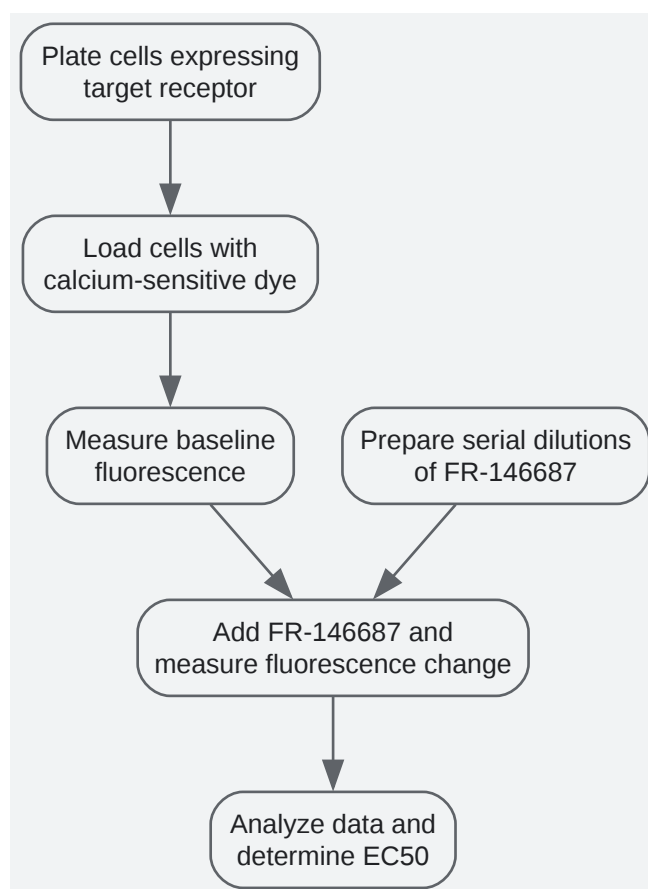 Plate cells expressing
target receptor
Load cells with
calcium-sensitive dye
Measure baseline
fluorescence
Prepare serial dilutions
of FR-146687
Add FR-146687 and
measure fluorescence change
Analyze data and
determine EC50